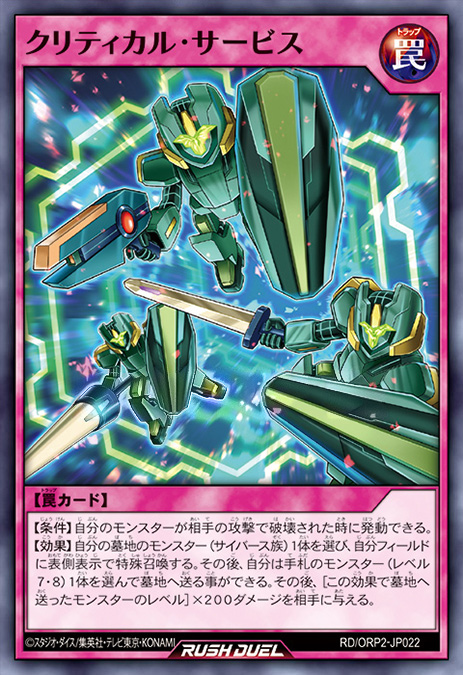 クリティカル・サービス
トラップ
罠
トラップ
【罠カード】
【条件】自分のモンスターが相手の攻撃で破壊された時に発動できる。
【効果】自分の墓地のモンスター(サイバース族)1体を選び、自分フィールド
に表側表示で特殊召喚する。その後、自分は手札のモンスター(レベル
7・8)1体を選んで墓地へ送る事ができる。その後、[この効果で墓地へ
送ったモンスターのレベル]×200ダメージを相手に与える。
©スタジオ・ダイス/集英社・テレビ東京・KONAMI
RUSH DUEL
RD/ORP2-JP022